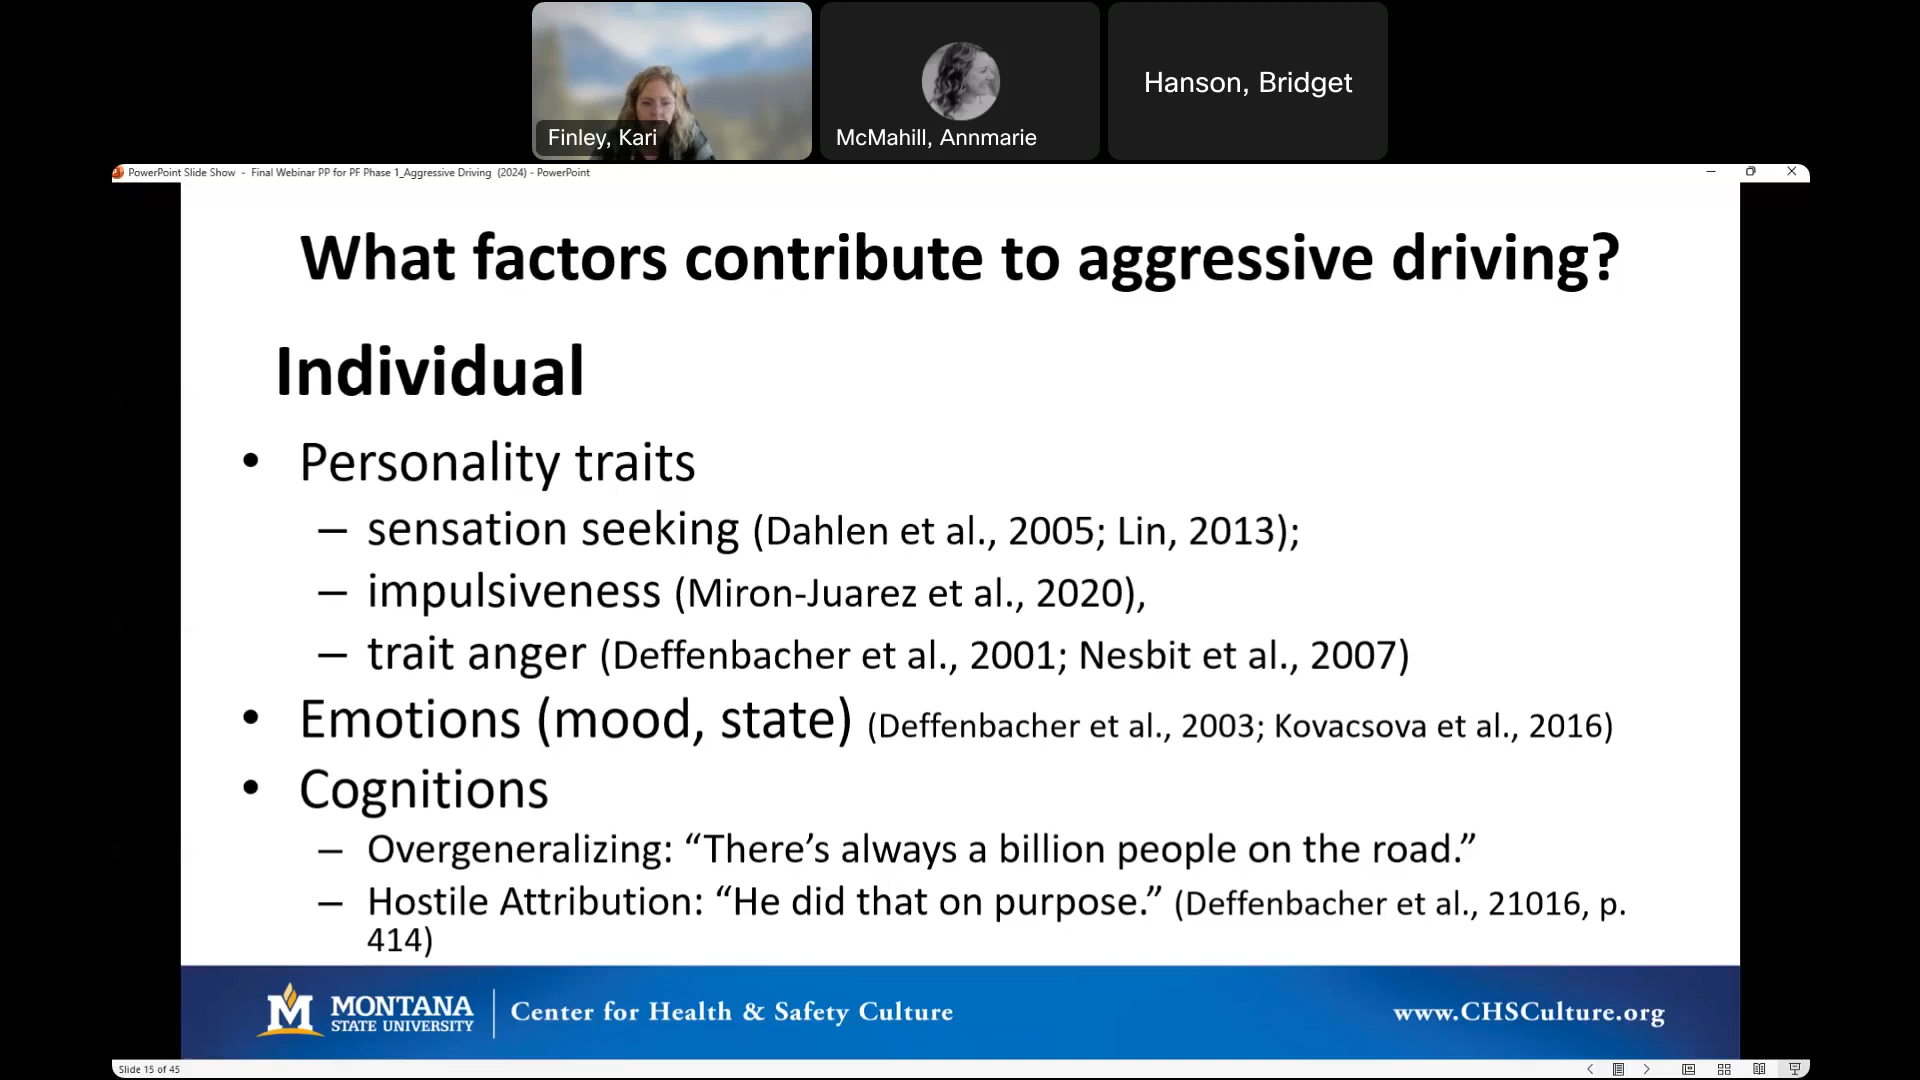 Finley, Kari
McMahill, Annmarie
Hanson, Bridget
PowerPoint Slide Show - Final Webinar PP for PF Phase 1_Aggressive Driving (2024) - PowerPoint
What factors contribute to aggressive driving?
Individual
• Personality traits
– sensation seeking (Dahlen et al., 2005; Lin, 2013);
– impulsiveness (Miron-Juarez et al., 2020),
– trait anger (Deffenbacher et al., 2001; Nesbit et al., 2007)
• Emotions (mood, state) (Deffenbacher et al., 2003; Kovacsova et al., 2016)
• Cognitions
– Overgeneralizing: “There’s always a billion people on the road.”
– Hostile Attribution: “He did that on purpose.” (Deffenbacher et al., 21016, p.
414)
M MONTANA
STATE UNIVERSITY
Center for Health & Safety Culture
www.CHSCulture.org
Slide 15 of 45